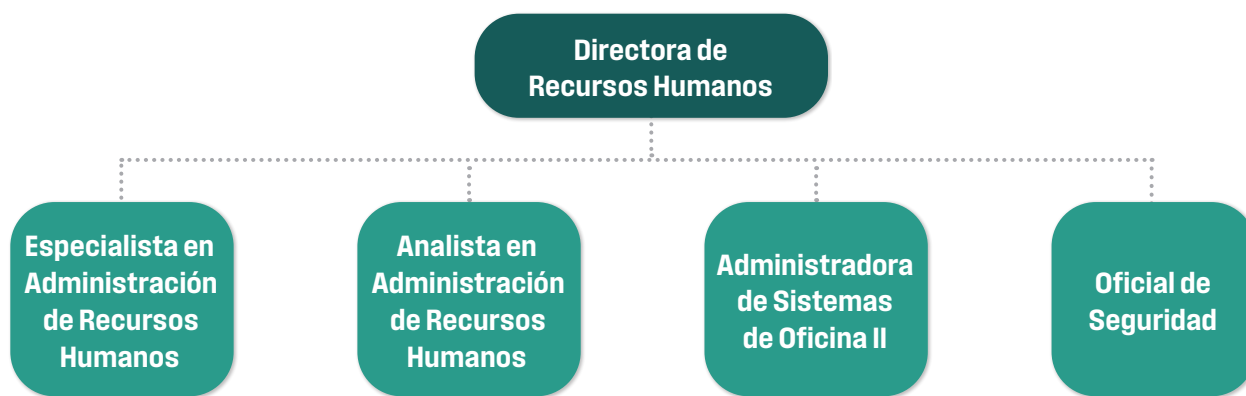 Directora de
Recursos Humanos
Especialista en
Administración
de Recursos
Humanos
Analista en
Administración
de Recursos
Humanos
Administradora
de Sistemas
de Oficina II
Oficial de
Seguridad